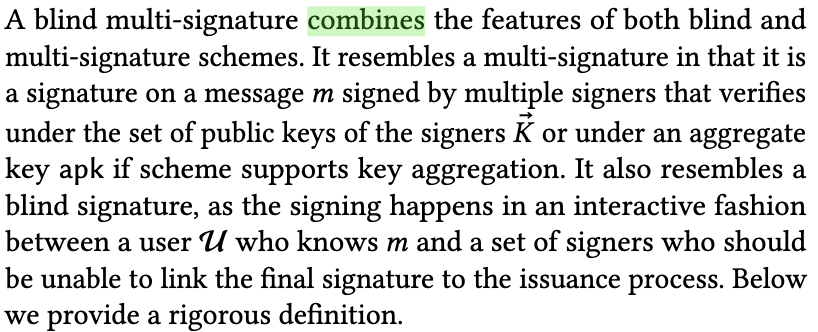 A blind multi-signature combines the features of both blind and
multi-signature schemes. It resembles a multi-signature in that it is
a signature on a message m signed by multiple signers that verifies
under the set of public keys of the signers K⃗ or under an aggregate
key apk if scheme supports key aggregation. It also resembles a
blind signature, as the signing happens in an interactive fashion
between a user 𝒰 who knows m and a set of signers who should
be unable to link the final signature to the issuance process. Below
we provide a rigorous definition.